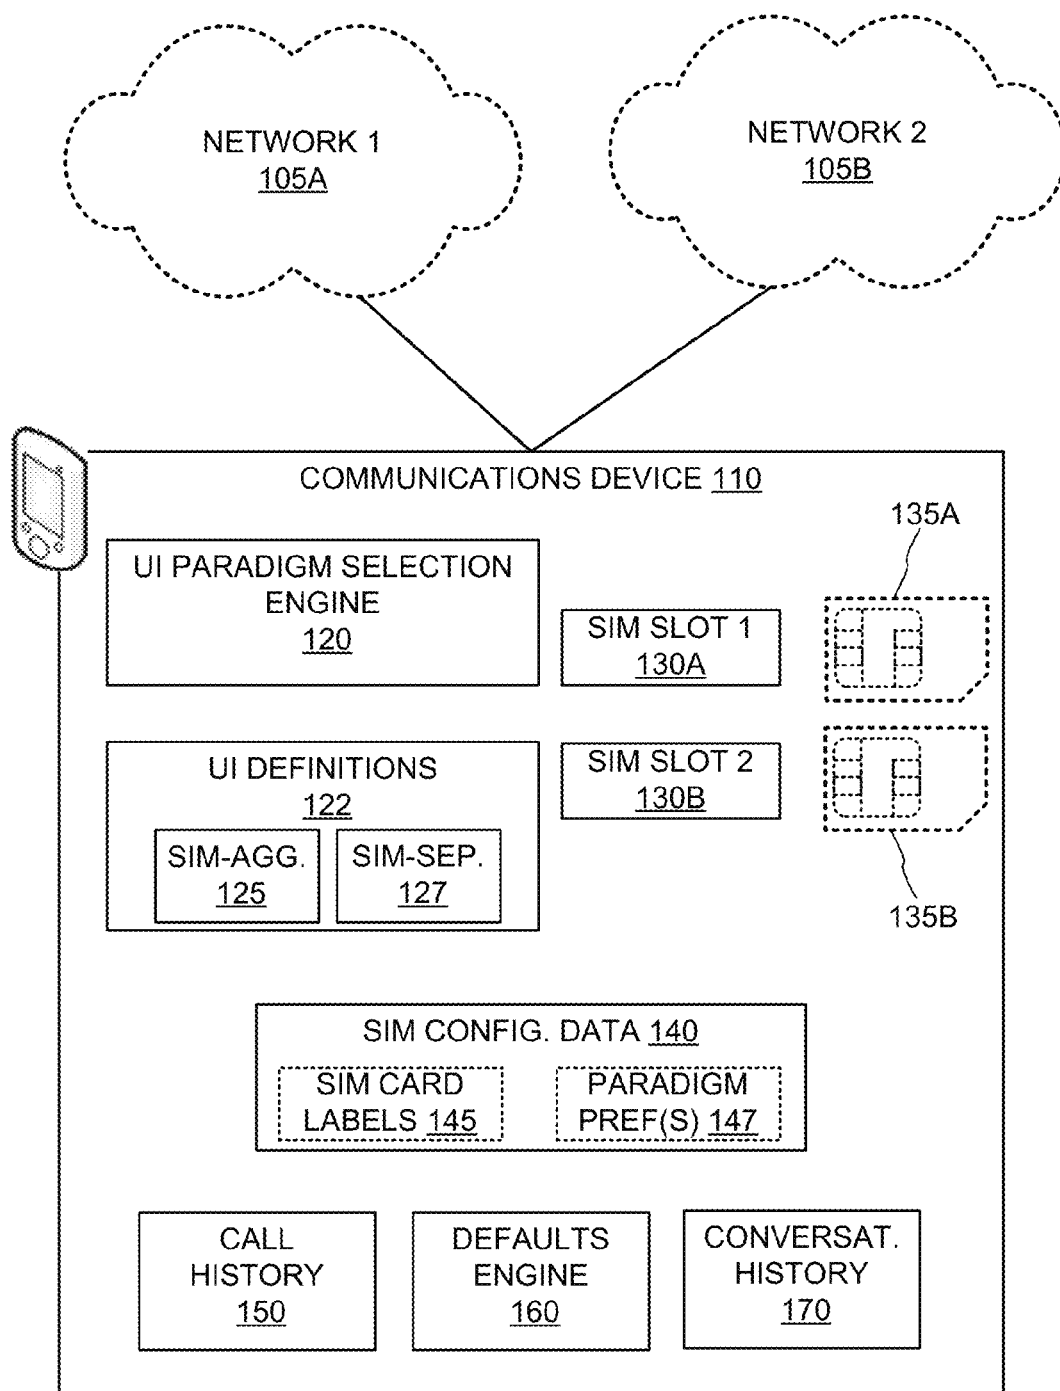 NETWORK 1
105A
NETWORK 2
105B
COMMUNICATIONS DEVICE 110
135A
UI PARADIGM SELECTION
ENGINE
120
SIM SLOT 1
130A
UI DEFINITIONS
122
SIM-AGG.
125
SIM-SEP.
127
SIM SLOT 2
130B
135B
SIM CONFIG. DATA 140
SIM CARD
LABELS 145
PARADIGM
PREF(S) 147
CALL
HISTORY
150
DEFAULTS
ENGINE
160
CONVERSAT.
HISTORY
170